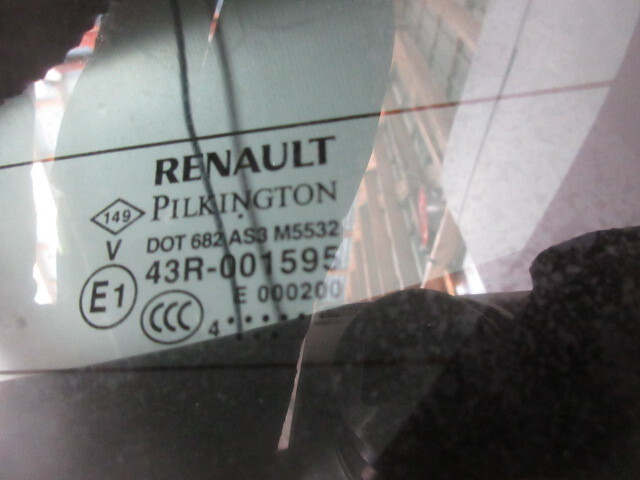 RENAULT
149 PILKINGTON
V DOT 682 AS3 M5532
E1 43R-001595
E 000200
CCC 4 • • • • • •